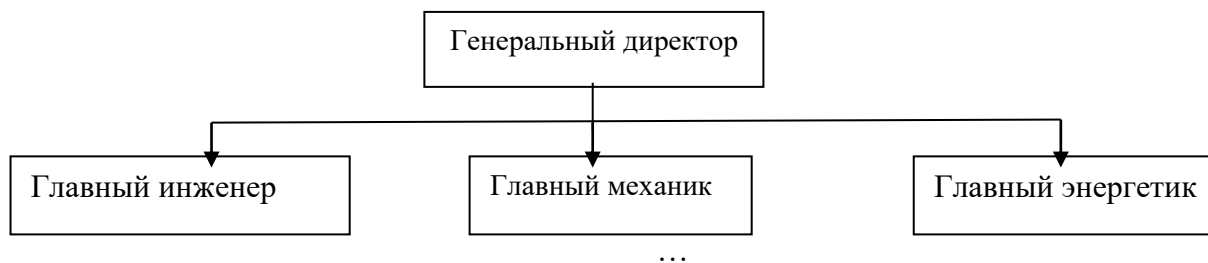 Генеральный директор
Главный инженер
Главный механик
Главный энергетик
...